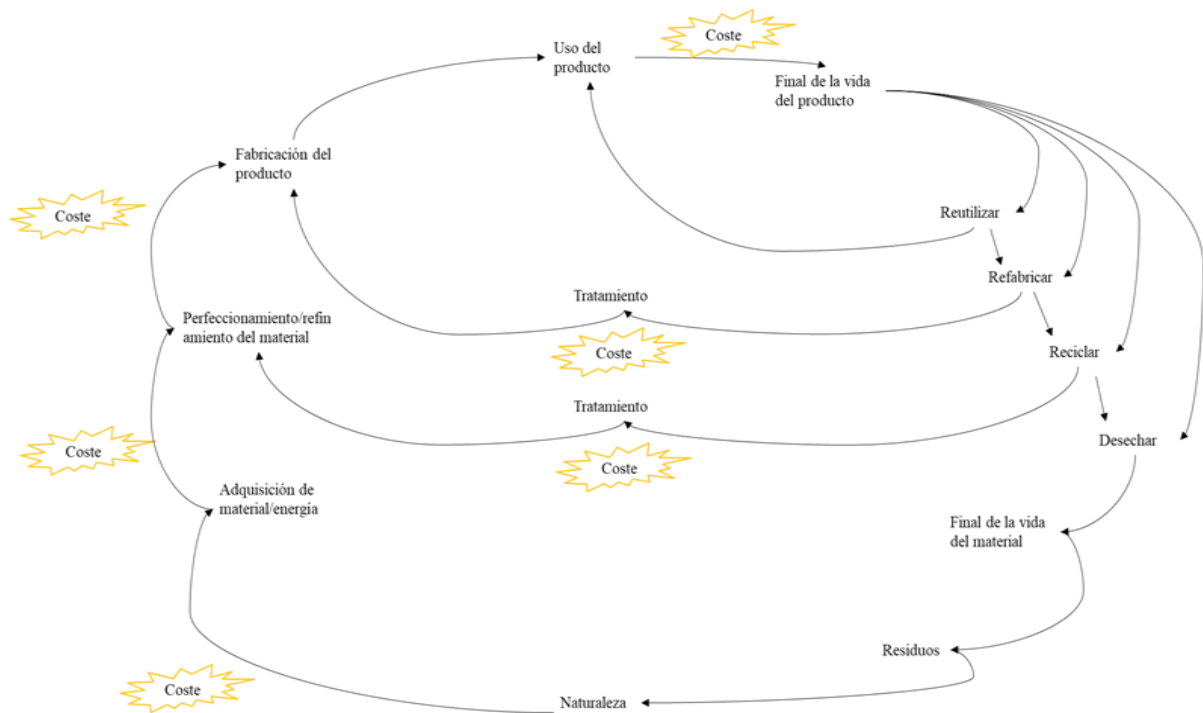 Coste
Uso del
producto
Final de la vida
del producto
Fabricación del
producto
Coste
Reutilizar
Refabricar
Tratamiento
Perfeccionamiento/refin
amiento del material
Coste
Reciclar
Tratamiento
Desechar
Coste
Coste
Adquisición de
material/energía
Final de la vida
del material
Residuos
Coste
Naturaleza